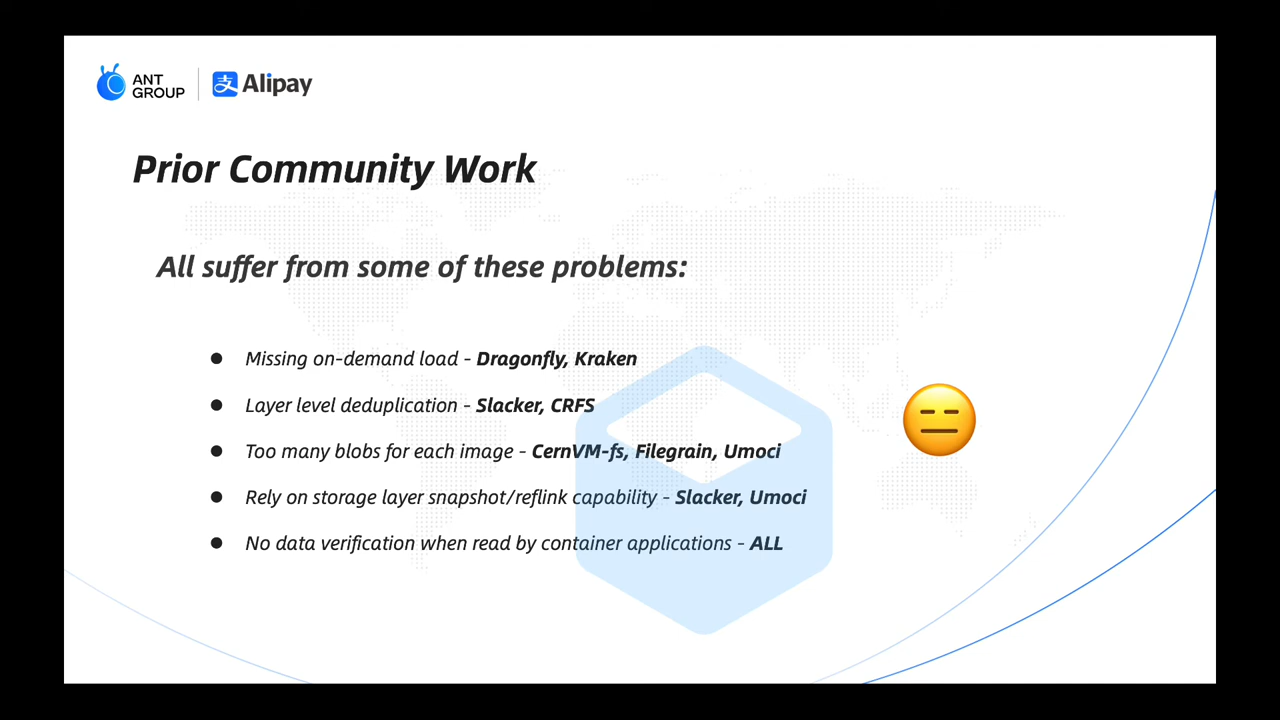 ANT
GROUP
支 Alipay
Prior Community Work
All suffer from some of these problems:
● Missing on-demand load - Dragonfly, Kraken
● Layer level deduplication - Slacker, CRFS
● Too many blobs for each image - CernVM-fs, Filegrain, Umoci
● Rely on storage layer snapshot/reflink capability - Slacker, Umoci
● No data verification when read by container applications - ALL